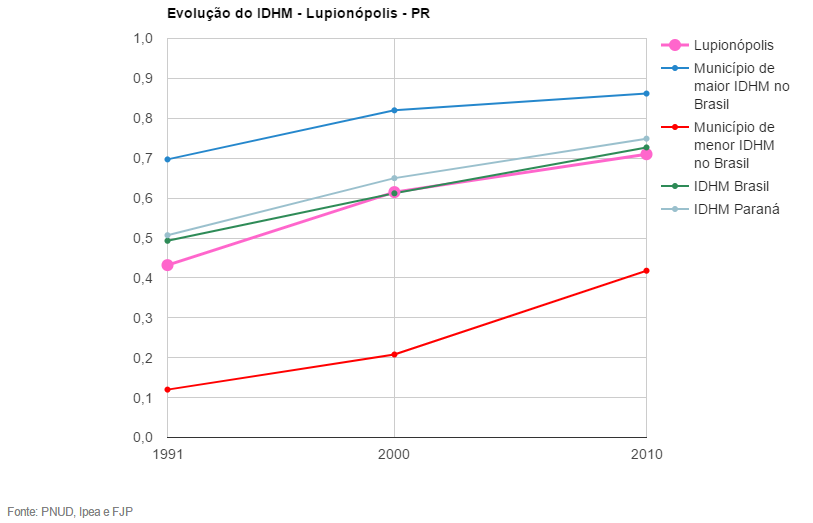 Evolução do IDHM - Lupionópolis - PR
1,0
0,9
0,8
0,7
0,6
0,5
0,4
0,3
0,2
0,1
0,0
1991
2000
2010
Lupionópolis
Município de
maior IDHM no
Brasil
Município de
menor IDHM
no Brasil
IDHM Brasil
IDHM Paraná
Fonte: PNUD, Ipea e FJP